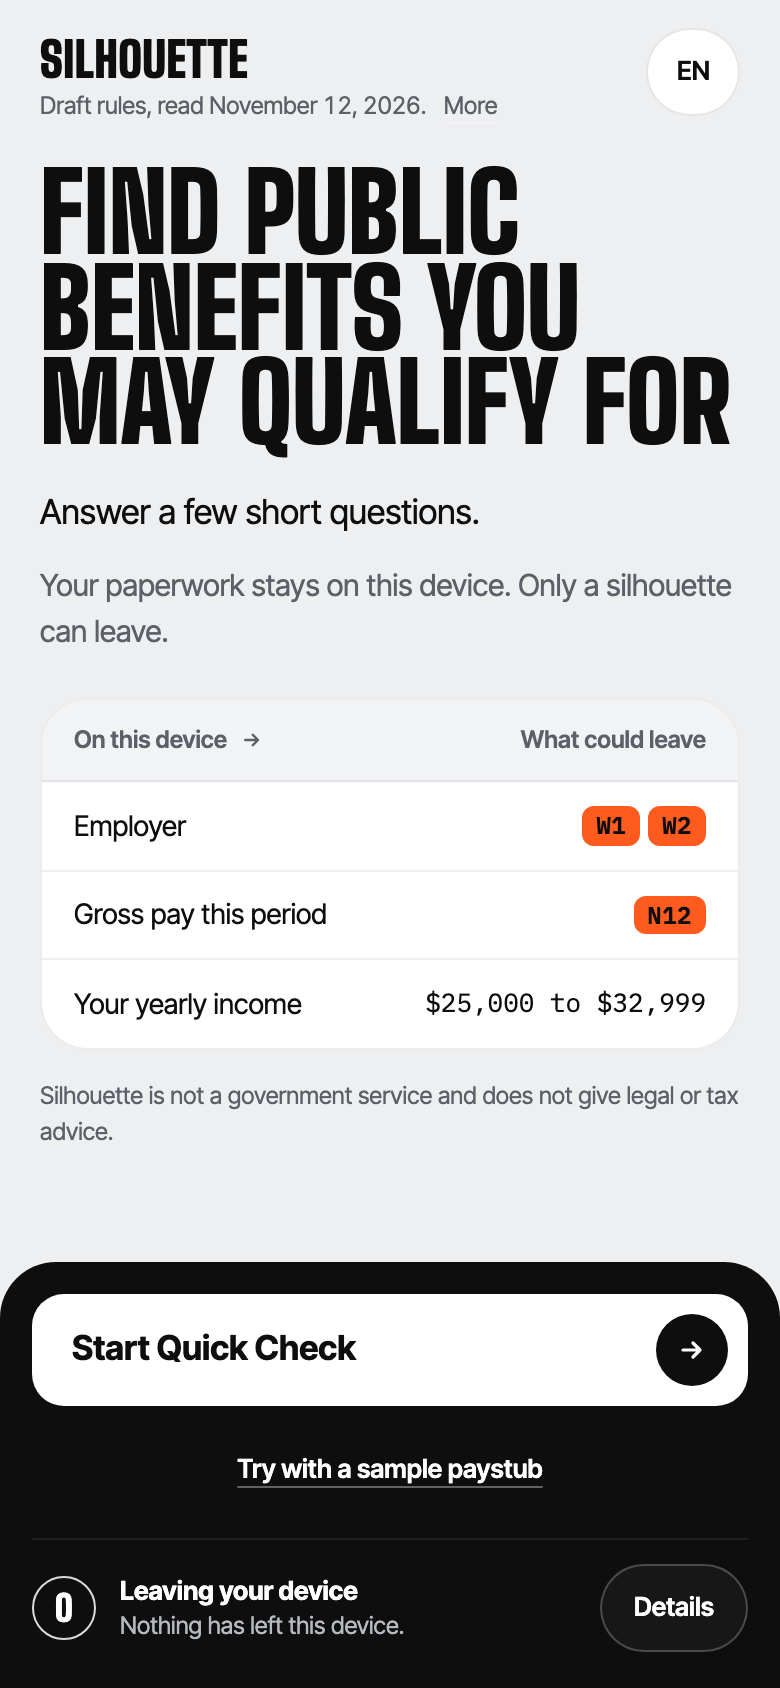 SILHOUETTE
EN
Draft rules, read November 12, 2026. More
FIND PUBLIC
BENEFITS YOU
MAY QUALIFY FOR
Answer a few short questions.
Your paperwork stays on this device. Only a silhouette
can leave.
On this device → What could leave
Employer W1 W2
Gross pay this period N12
Your yearly income $25,000 to $32,999
Silhouette is not a government service and does not give legal or tax
advice.
Start Quick Check →
Try with a sample paystub
0 Leaving your device
Nothing has left this device.
Details